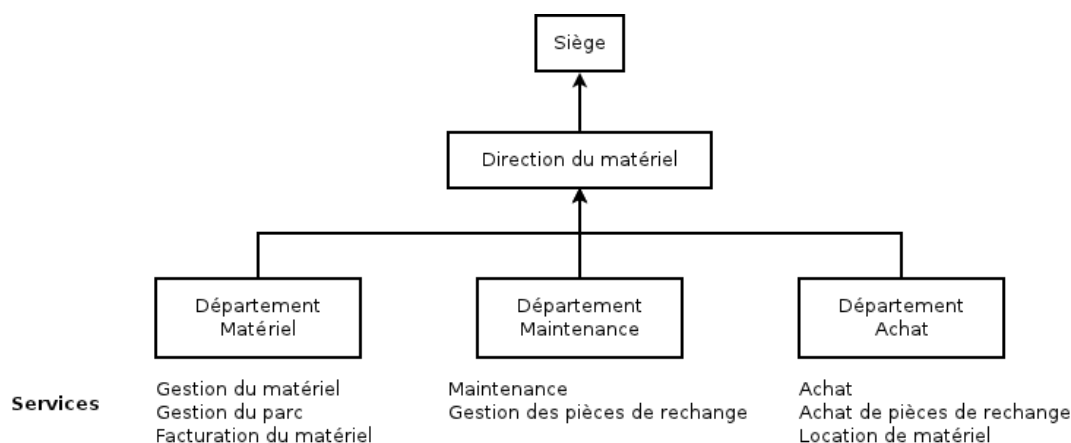 Siège
Direction du matériel
Département
Matériel
Département
Maintenance
Département
Achat
Services
Gestion du matériel
Gestion du parc
Facturation du matériel
Maintenance
Gestion des pièces de rechange
Achat
Achat de pièces de rechange
Location de matériel